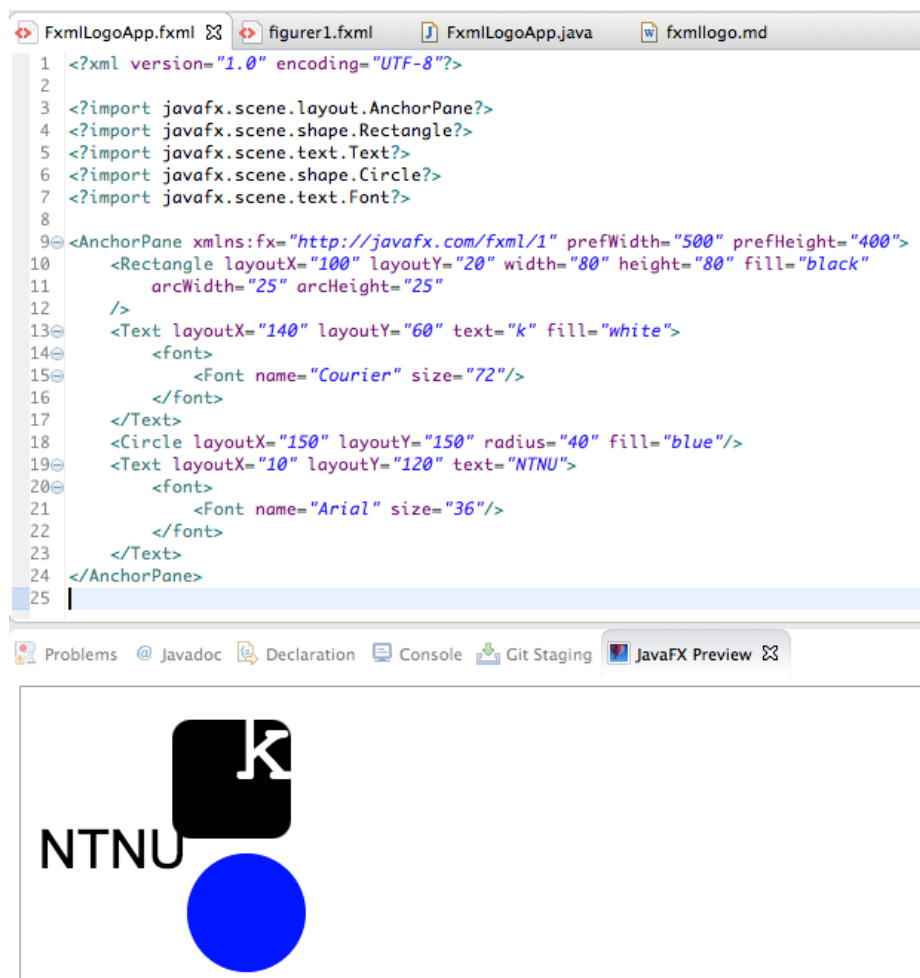 FxmlLogoApp.fxml figurer1.fxml FxmlLogoApp.java fxmllogo.md
1 <?xml version="1.0" encoding="UTF-8"?>
2
3 <?import javafx.scene.layout.AnchorPane?>
4 <?import javafx.scene.shape.Rectangle?>
5 <?import javafx.scene.text.Text?>
6 <?import javafx.scene.shape.Circle?>
7 <?import javafx.scene.text.Font?>
8
9 <AnchorPane xmlns:fx="http://javafx.com/fxml/1" prefWidth="500" prefHeight="400">
10     <Rectangle layoutX="100" layoutY="20" width="80" height="80" fill="black"
11         arcWidth="25" arcHeight="25"
12     />
13     <Text layoutX="140" layoutY="60" text="k" fill="white">
14         <font>
15             <Font name="Courier" size="72"/>
16         </font>
17     </Text>
18     <Circle layoutX="150" layoutY="150" radius="40" fill="blue"/>
19     <Text layoutX="10" layoutY="120" text="NTNU">
20         <font>
21             <Font name="Arial" size="36"/>
22         </font>
23     </Text>
24 </AnchorPane>
25
Problems @ Javadoc Declaration Console Git Staging JavaFX Preview
k
NTNU